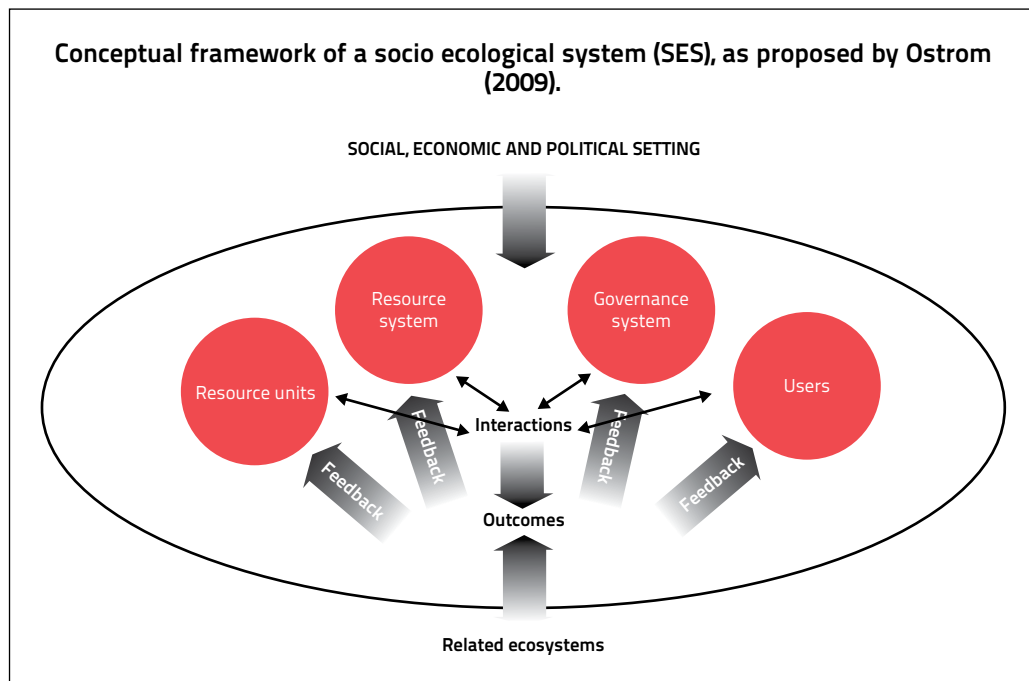 Conceptual framework of a socio ecological system (SES), as proposed by Ostrom
(2009).
SOCIAL, ECONOMIC AND POLITICAL SETTING
Resource
system
Governance
system
Resource units
Users
Interactions
Feedback
Feedback
Feedback
Feedback
Outcomes
Related ecosystems